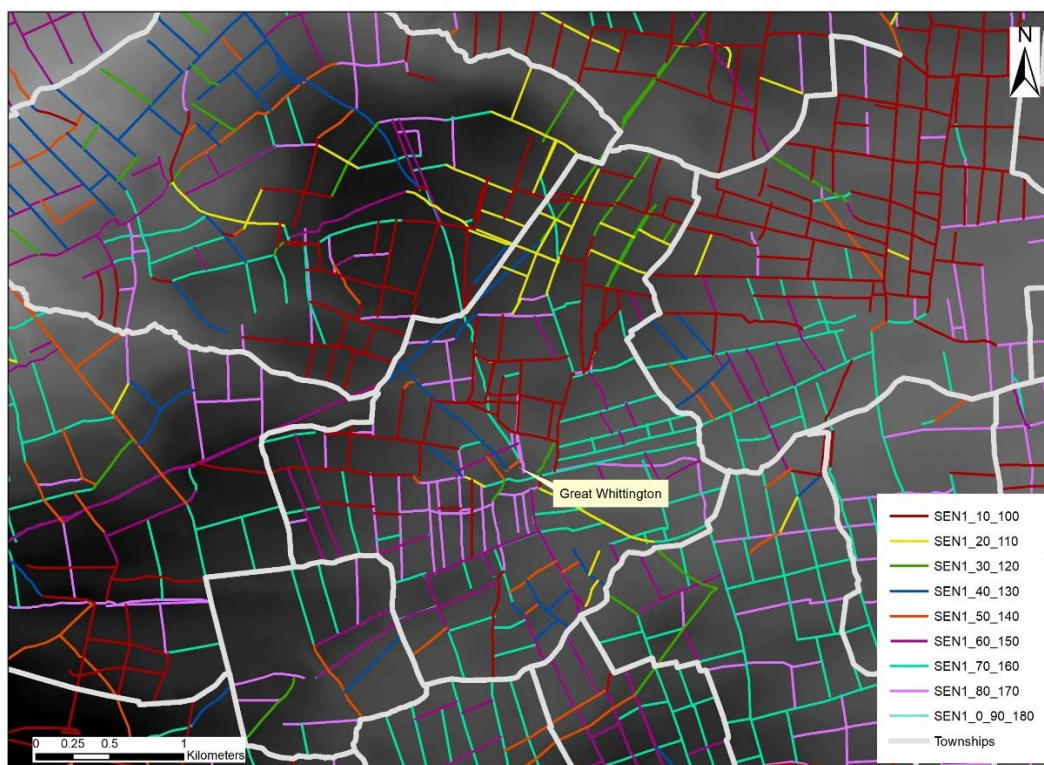 N
Great Whittington
SEN1_10_100
SEN1_20_110
SEN1_30_120
SEN1_40_130
SEN1_50_140
SEN1_60_150
SEN1_70_160
SEN1_80_170
SEN1_0_90_180
Townships
0 0.25 0.5 1
Kilometers